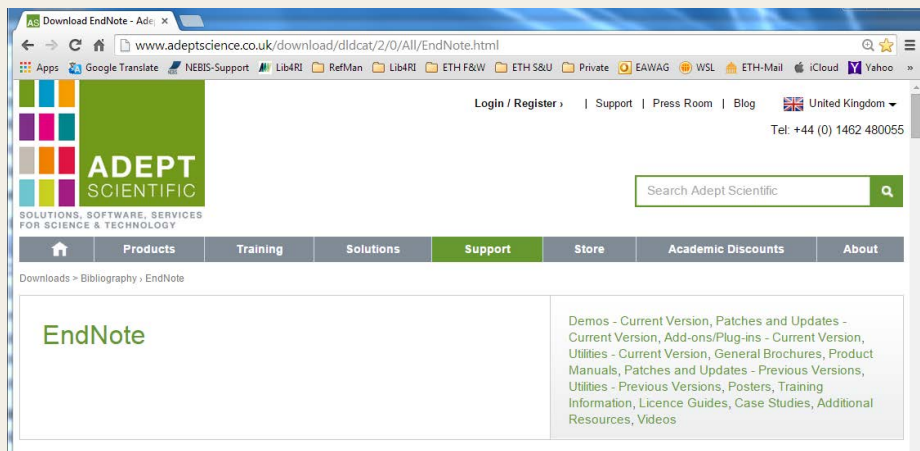 AS Download EndNote - Ade
www.adeptscience.co.uk/download/dldcat/2/0/All/EndNote.html
Apps Google Translate NEBIS-Support Lib4RI RefMan Lib4RI ETH F&W ETH S&U Private EAWAG WSL ETH-Mail iCloud Yahoo »
Login / Register › | Support | Press Room | Blog United Kingdom
Tel: +44 (0) 1462 480055
ADEPT
SCIENTIFIC
Search Adept Scientific
SOLUTIONS, SOFTWARE, SERVICES
FOR SCIENCE & TECHNOLOGY
Products Training Solutions Support Store Academic Discounts About
Downloads > Bibliography › EndNote
EndNote
Demos - Current Version, Patches and Updates -
Current Version, Add-ons/Plug-ins - Current Version,
Utilities - Current Version, General Brochures, Product
Manuals, Patches and Updates - Previous Versions,
Utilities - Previous Versions, Posters, Training
Information, Licence Guides, Case Studies, Additional
Resources, Videos